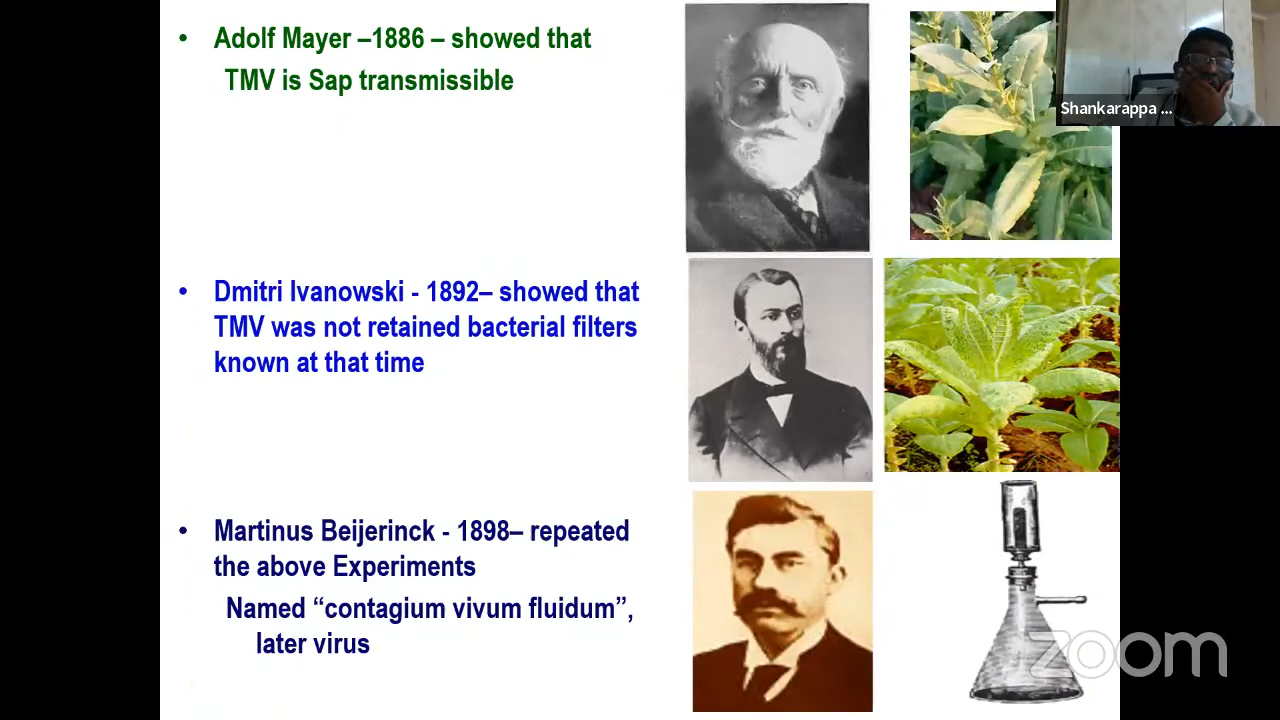 • Adolf Mayer –1886 – showed that
TMV is Sap transmissible
Shankarappa ...
• Dmitri Ivanowski - 1892– showed that
TMV was not retained bacterial filters
known at that time
• Martinus Beijerinck - 1898– repeated
the above Experiments
Named “contagium vivum fluidum”,
later virus
zoom